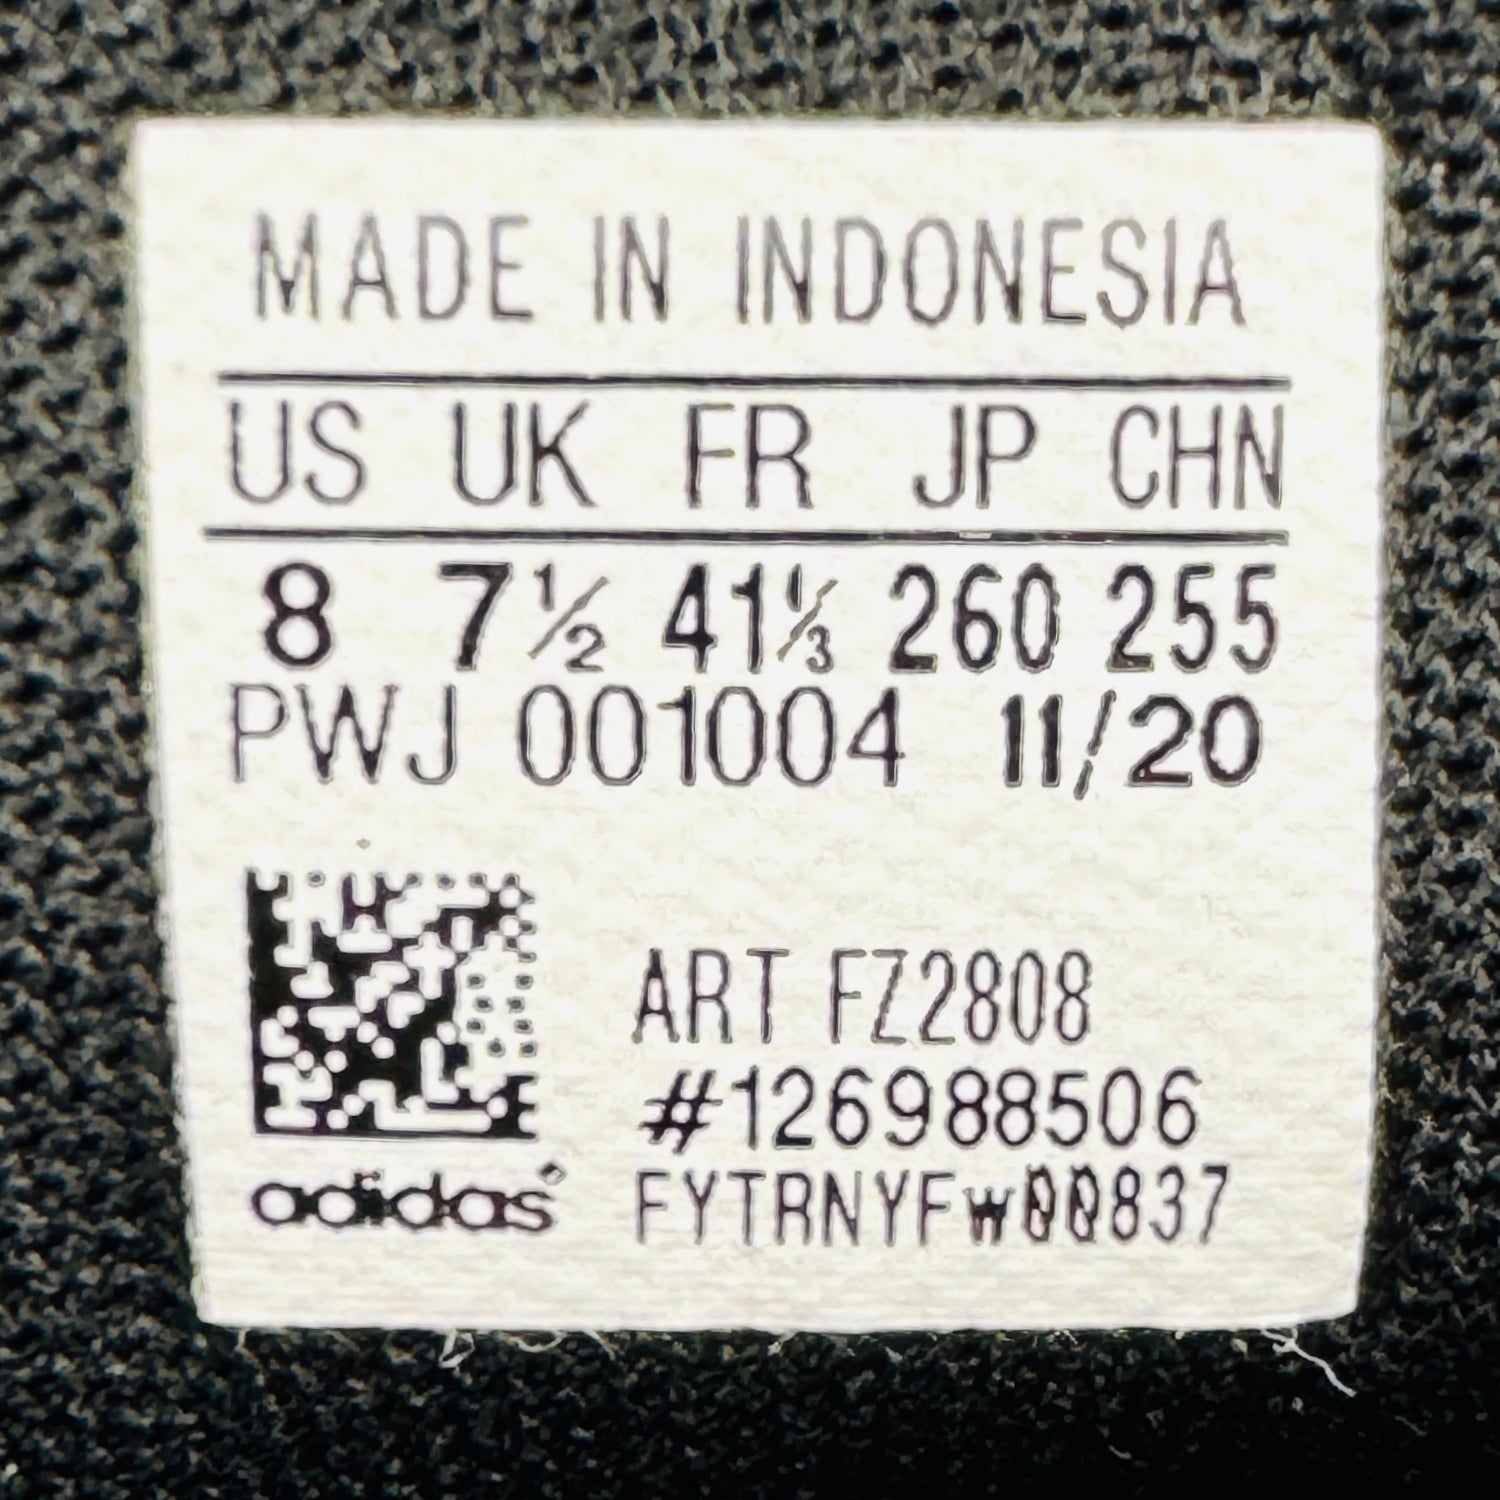 MADE IN INDONESIA
US UK FR JP CHN
8 7½ 41⅓ 260 255
PWJ 001004 11/20
ART FZ2808
#126988506
adidas
FYTRNYFW00837